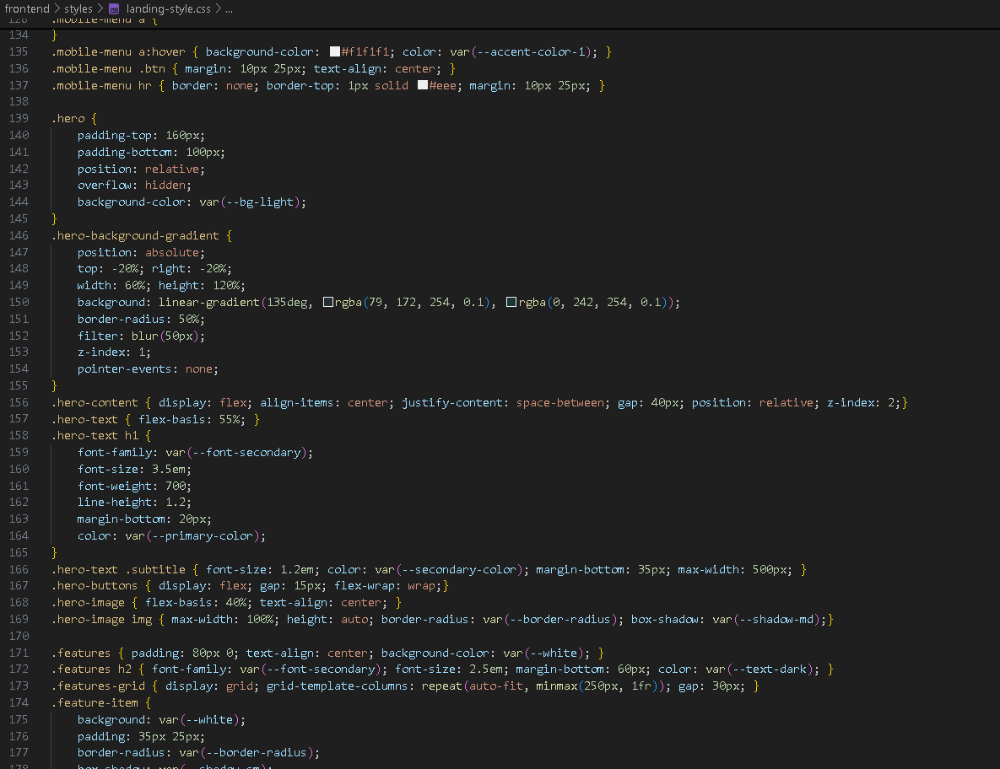 frontend > styles > landing-style.css > ...
128 .mobile-menu a {
134 }
135 .mobile-menu a:hover { background-color: #f1f1f1; color: var(--accent-color-1); }
136 .mobile-menu .btn { margin: 10px 25px; text-align: center; }
137 .mobile-menu hr { border: none; border-top: 1px solid #eee; margin: 10px 25px; }
138
139 .hero {
140     padding-top: 160px;
141     padding-bottom: 100px;
142     position: relative;
143     overflow: hidden;
144     background-color: var(--bg-light);
145 }
146 .hero-background-gradient {
147     position: absolute;
148     top: -20%; right: -20%;
149     width: 60%; height: 120%;
150     background: linear-gradient(135deg, rgba(79, 172, 254, 0.1), rgba(0, 242, 254, 0.1));
151     border-radius: 50%;
152     filter: blur(50px);
153     z-index: 1;
154     pointer-events: none;
155 }
156 .hero-content { display: flex; align-items: center; justify-content: space-between; gap: 40px; position: relative; z-index: 2;}
157 .hero-text { flex-basis: 55%; }
158 .hero-text h1 {
159     font-family: var(--font-secondary);
160     font-size: 3.5em;
161     font-weight: 700;
162     line-height: 1.2;
163     margin-bottom: 20px;
164     color: var(--primary-color);
165 }
166 .hero-text .subtitle { font-size: 1.2em; color: var(--secondary-color); margin-bottom: 35px; max-width: 500px; }
167 .hero-buttons { display: flex; gap: 15px; flex-wrap: wrap;}
168 .hero-image { flex-basis: 40%; text-align: center; }
169 .hero-image img { max-width: 100%; height: auto; border-radius: var(--border-radius); box-shadow: var(--shadow-md);}
170
171 .features { padding: 80px 0; text-align: center; background-color: var(--white); }
172 .features h2 { font-family: var(--font-secondary); font-size: 2.5em; margin-bottom: 60px; color: var(--text-dark); }
173 .features-grid { display: grid; grid-template-columns: repeat(auto-fit, minmax(250px, 1fr)); gap: 30px; }
174 .feature-item {
175     background: var(--white);
176     padding: 35px 25px;
177     border-radius: var(--border-radius);
178     box-shadow: var(--shadow-sm);